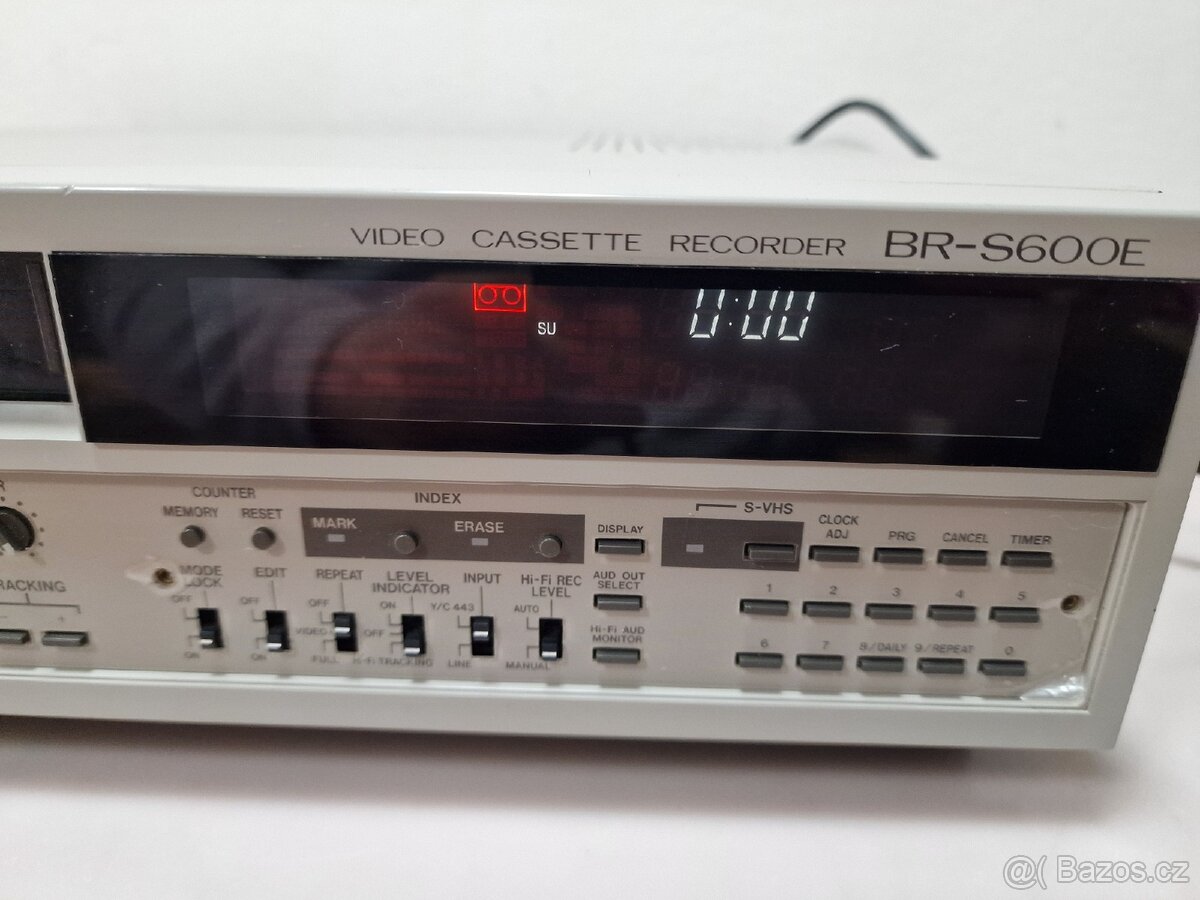 VIDEO CASSETTE RECORDER BR-S600E
SU 0:00
COUNTER
MEMORY RESET
INDEX
MARK ERASE
DISPLAY
S-VHS
CLOCK ADJ
PRG
CANCEL
TIMER
TRACKING
- +
MODE LOCK
OFF
ON
EDIT
OFF
ON
REPEAT
OFF
VIDEO
FULL
LEVEL INDICATOR
ON
OFF
Hi-Fi TRACKING
INPUT
Y/C 443
LINE
Hi-Fi REC LEVEL
AUTO
MANUAL
AUD OUT SELECT
Hi-Fi AUD MONITOR
1 2 3 4 5
6 7 8/DAILY 9/REPEAT 0
@( Bazos.cz